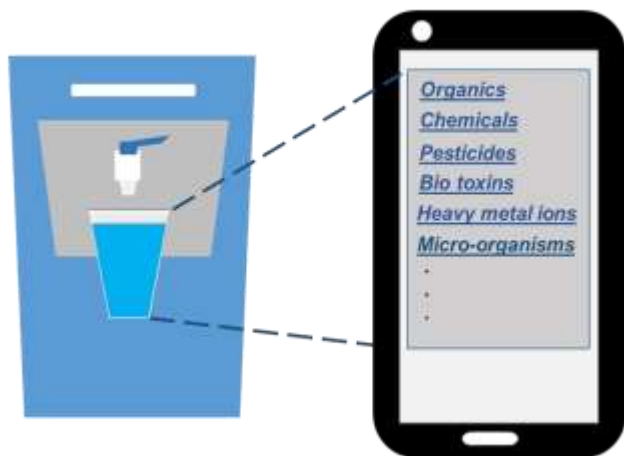 Organics
Chemicals
Pesticides
Bio toxins
Heavy metal ions
Micro-organisms
.
.
.